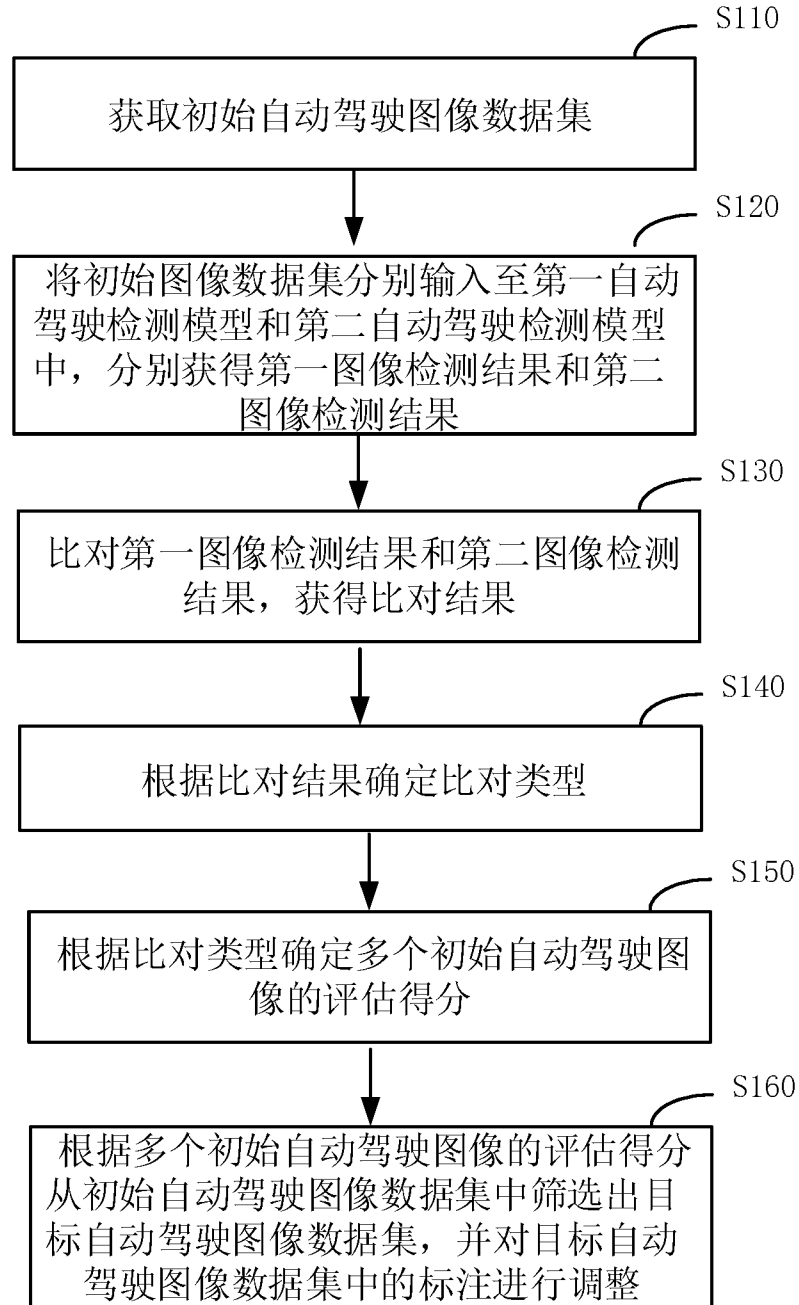 S110
获取初始自动驾驶图像数据集
S120
将初始图像数据集分别输入至第一自动
驾驶检测模型和第二自动驾驶检测模型
中，分别获得第一图像检测结果和第二
图像检测结果
S130
比对第一图像检测结果和第二图像检测
结果，获得比对结果
S140
根据比对结果确定比对类型
S150
根据比对类型确定多个初始自动驾驶图
像的评估得分
S160
根据多个初始自动驾驶图像的评估得分
从初始自动驾驶图像数据集中筛选出目
标自动驾驶图像数据集，并对目标自动
驾驶图像数据集中的标注进行调整